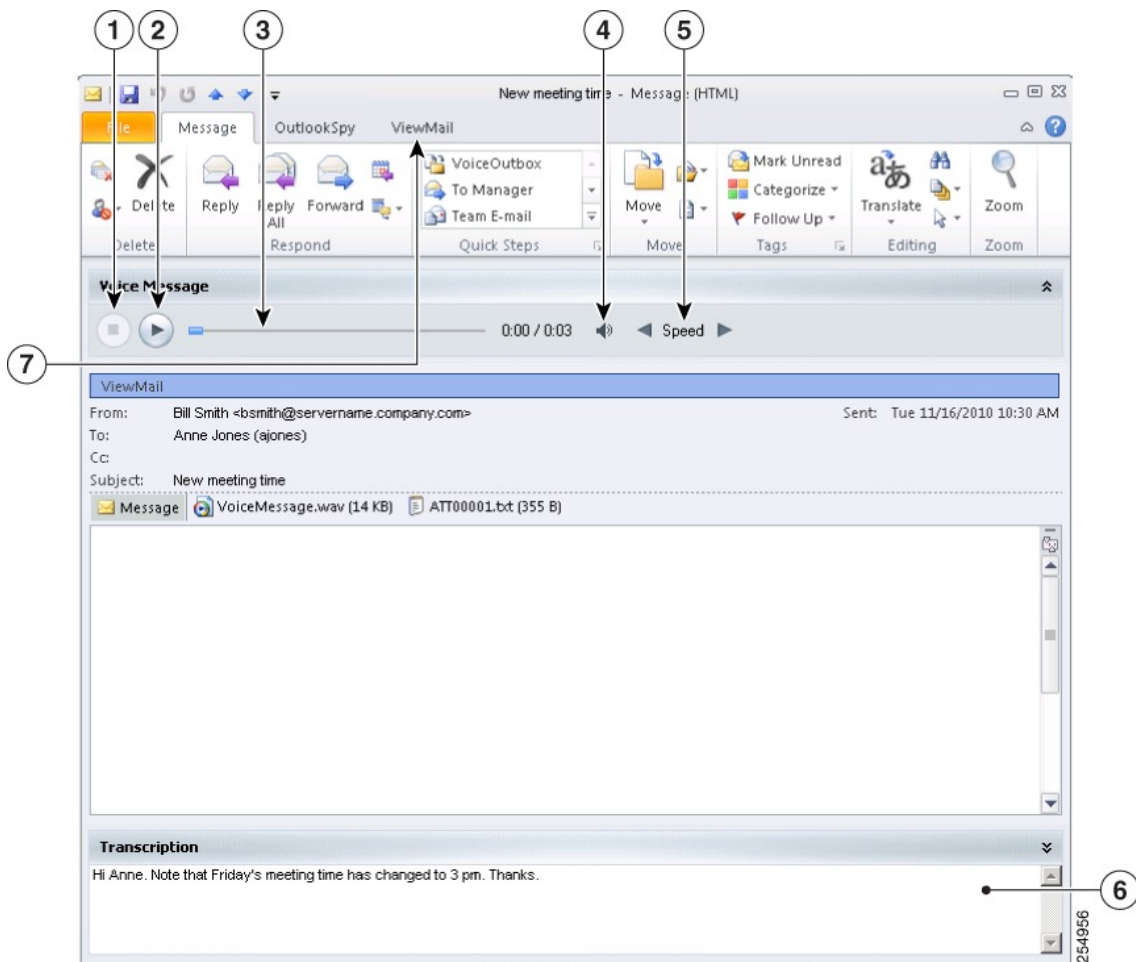 1 2 3 4 5
New meeting time - Message (HTML)
File Message OutlookSpy ViewMail
Delete Reply Reply All Forward
VoiceOutbox
To Manager
Team E-mail
Move
Mark Unread
Categorize
Follow Up
Translate
Zoom
Delete Respond Quick Steps Move Tags Editing Zoom
Voice Message
0:00 / 0:03 Speed
7
ViewMail
From: Bill Smith <bsmith@servername.company.com> Sent: Tue 11/16/2010 10:30 AM
To: Anne Jones (ajones)
Cc:
Subject: New meeting time
Message VoiceMessage.wav (14 KB) ATT00001.txt (355 B)
Transcription
Hi Anne. Note that Friday's meeting time has changed to 3 pm. Thanks.
6
254956